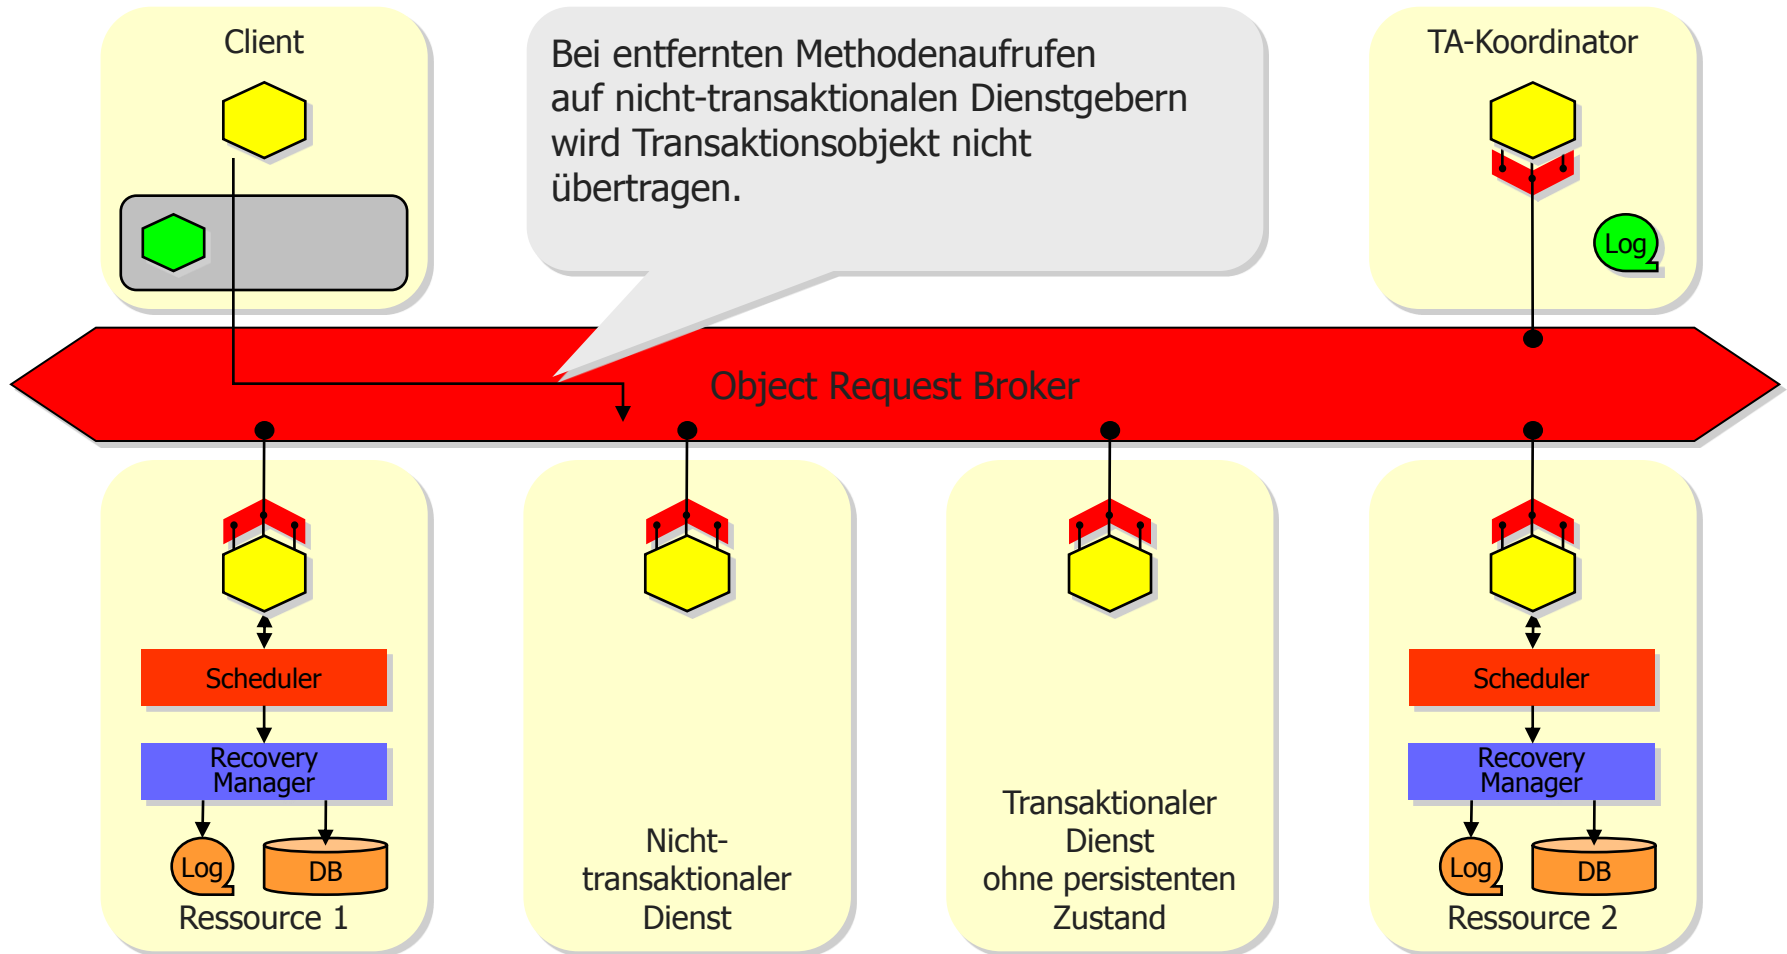 Client
Bei entfernten Methodenaufrufen
auf nicht-transaktionalen Dienstgebern
wird Transaktionsobjekt nicht
übertragen.
TA-Koordinator
Log
Object Request Broker
Scheduler
Recovery
Manager
Log
DB
Ressource 1
Nicht-
transaktionaler
Dienst
Transaktionaler
Dienst
ohne persistenten
Zustand
Scheduler
Recovery
Manager
Log
DB
Ressource 2